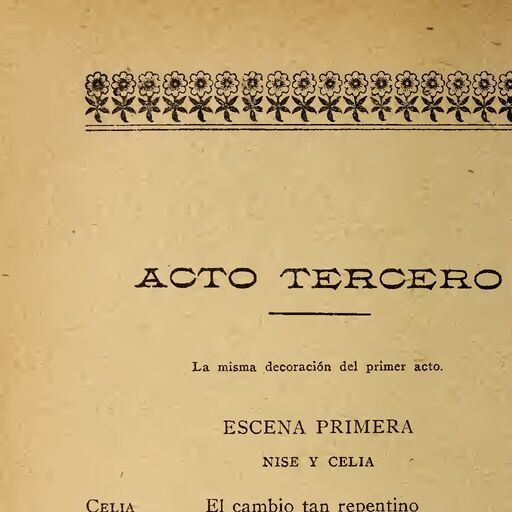 ACTO TERCERO
La misma decoración del primer acto.
ESCENA PRIMERA
NISE Y CELIA
CELIA El cambio tan repentino